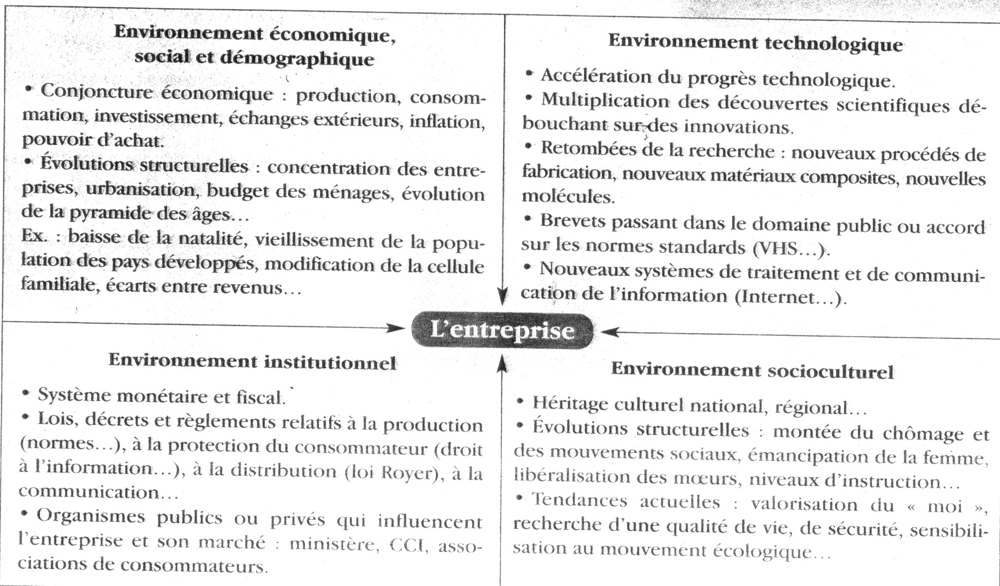 Environnement économique,
social et démographique
• Conjoncture économique : production, consom-
mation, investissement, échanges extérieurs, inflation,
pouvoir d'achat.
• Évolutions structurelles : concentration des entre-
prises, urbanisation, budget des ménages, évolution
de la pyramide des âges...
Ex. : baisse de la natalité, vieillissement de la popu-
lation des pays développés, modification de la cellule
familiale, écarts entre revenus...
Environnement technologique
• Accélération du progrès technologique.
• Multiplication des découvertes scientifiques dé-
bouchant sur des innovations.
• Retombées de la recherche : nouveaux procédés de
fabrication, nouveaux matériaux composites, nouvelles
molécules.
• Brevets passant dans le domaine public ou accord
sur les normes standards (VHS...).
• Nouveaux systèmes de traitement et de communi-
cation de l'information (Internet...).
L'entreprise
Environnement institutionnel
• Système monétaire et fiscal.
• Lois, décrets et règlements relatifs à la production
(normes...), à la protection du consommateur (droit
à l'information...), à la distribution (loi Royer), à la
communication...
• Organismes publics ou privés qui influencent
l'entreprise et son marché : ministère, CCI, asso-
ciations de consommateurs.
Environnement socioculturel
• Héritage culturel national, régional...
• Évolutions structurelles : montée du chômage et
des mouvements sociaux, émancipation de la femme,
libéralisation des mœurs, niveaux d'instruction...
• Tendances actuelles : valorisation du « moi »,
recherche d'une qualité de vie, de sécurité, sensibili-
sation au mouvement écologique...